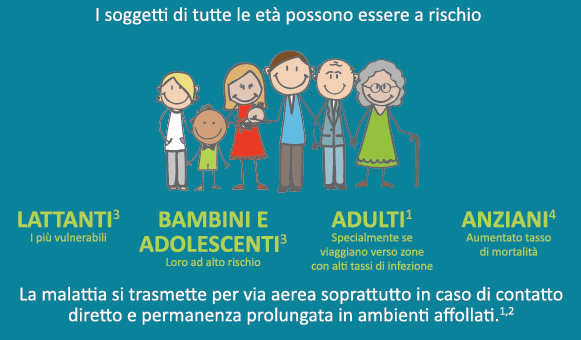 I soggetti di tutte le età possono essere a rischio
LATTANTI³
I più vulnerabili
BAMBINI E
ADOLESCENTI³
Loro ad alto rischio
ADULTI¹
Specialmente se
viaggiano verso zone
con alti tassi di infezione
ANZIANI⁴
Aumentato tasso
di mortalità
La malattia si trasmette per via aerea soprattutto in caso di contatto
diretto e permanenza prolungata in ambienti affollati.¹,²